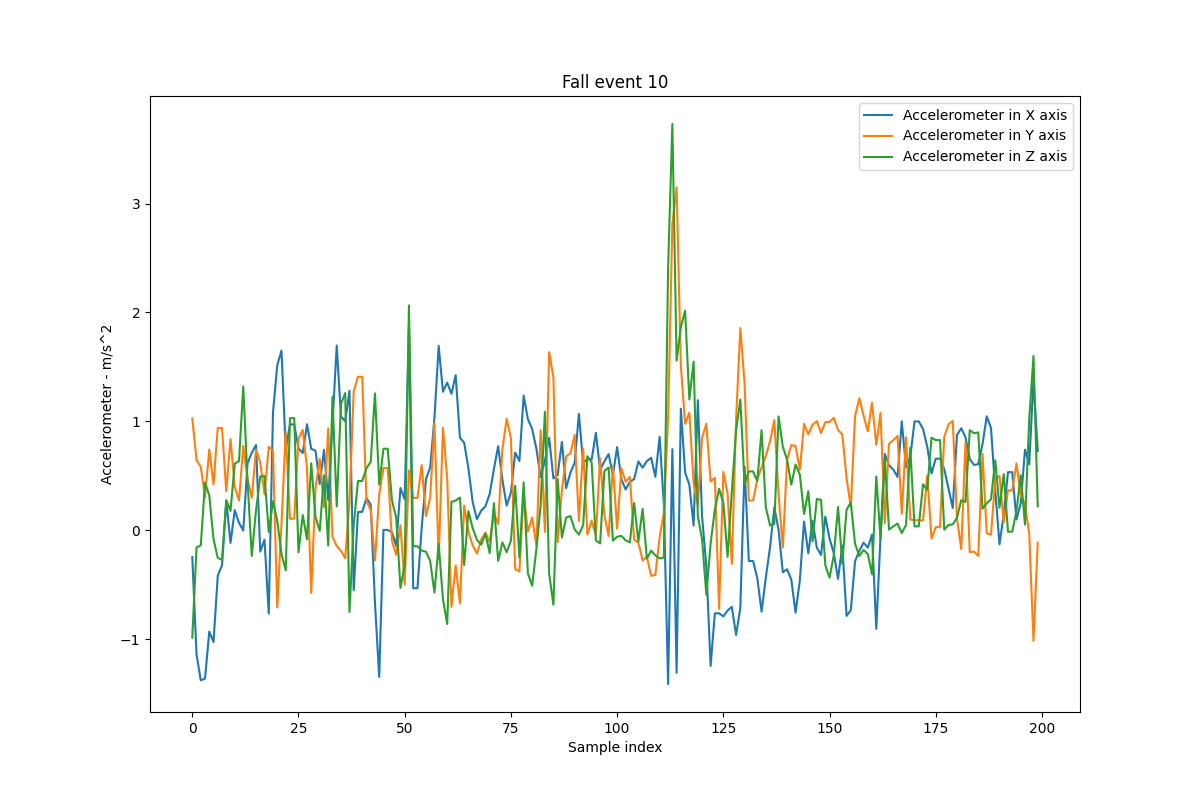 Fall event 10
Accelerometer in X axis
Accelerometer in Y axis
Accelerometer in Z axis
Accelerometer - m/s^2
3
2
1
0
−1
0 25 50 75 100 125 150 175 200
Sample index